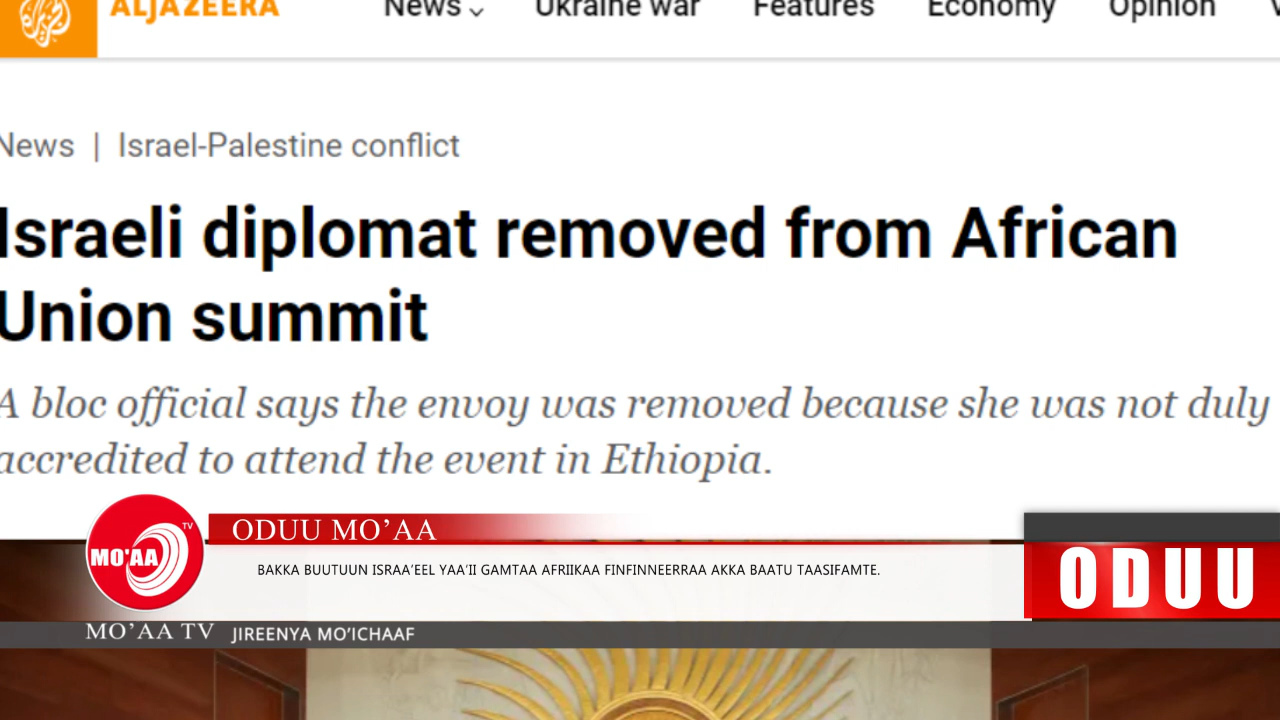 ALJAZEERA
News
Ukraine war
Features
Economy
Opinion
News | Israel-Palestine conflict
Israeli diplomat removed from African
Union summit
A bloc official says the envoy was removed because she was not duly
accredited to attend the event in Ethiopia.
TV
MO'AA
ODUU MO'AA
BAKKA BUUTUUN ISRAA'EEL YAA'II GAMTAA AFRIIKAA FINFINNEERRAA AKKA BAATU TAASIFAMTE.
ODUU
MO'AA TV
JIREENYA MO'ICHAAF